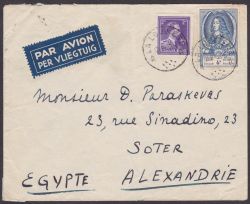 PAR AVION
PER VLIEGTUIG
Monsieur D. Paraskevas
23, rue Sinadino, 23
SOTER
EGYPTE ALEXANDRIE